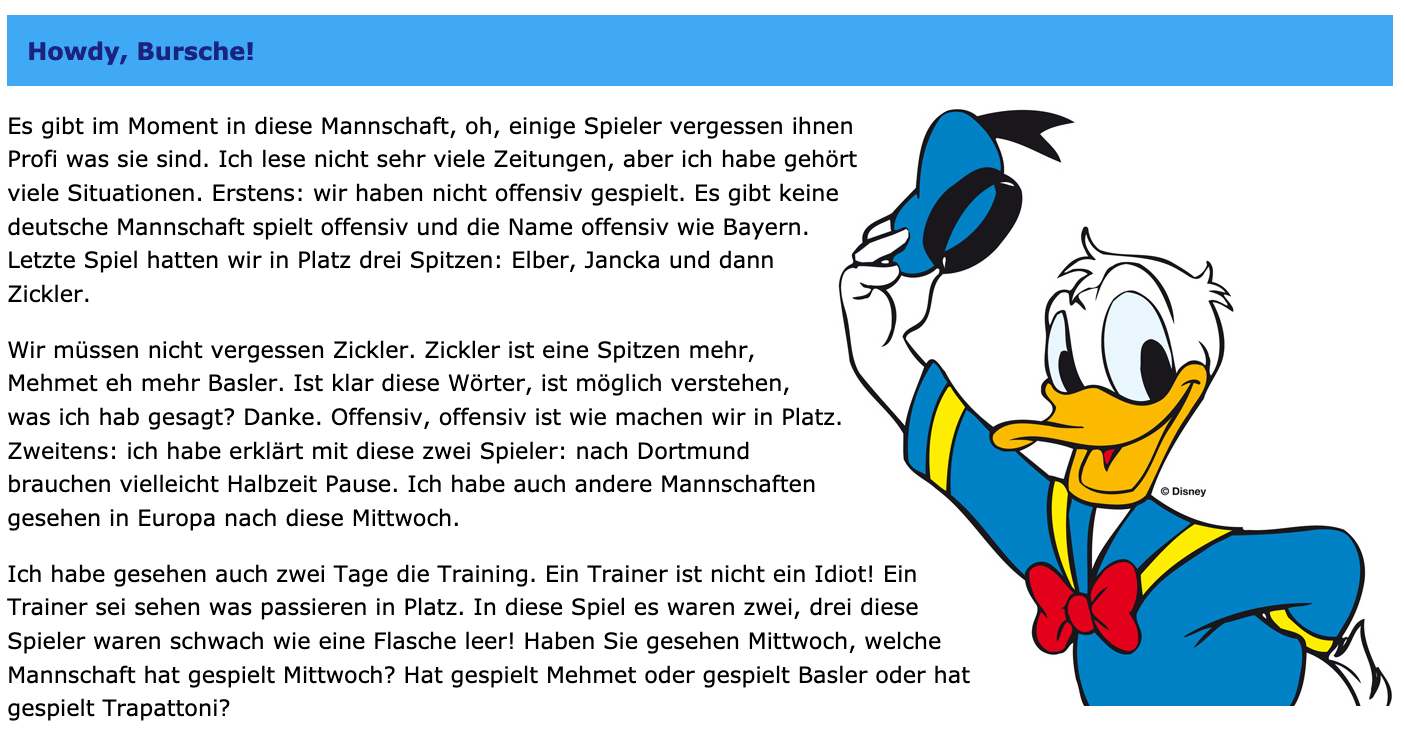 Howdy, Bursche!
Es gibt im Moment in diese Mannschaft, oh, einige Spieler vergessen ihnen
Profi was sie sind. Ich lese nicht sehr viele Zeitungen, aber ich habe gehört
viele Situationen. Erstens: wir haben nicht offensiv gespielt. Es gibt keine
deutsche Mannschaft spielt offensiv und die Name offensiv wie Bayern.
Letzte Spiel hatten wir in Platz drei Spitzen: Elber, Jancka und dann
Zickler.
Wir müssen nicht vergessen Zickler. Zickler ist eine Spitzen mehr,
Mehmet eh mehr Basler. Ist klar diese Wörter, ist möglich verstehen,
was ich hab gesagt? Danke. Offensiv, offensiv ist wie machen wir in Platz.
Zweitens: ich habe erklärt mit diese zwei Spieler: nach Dortmund
brauchen vielleicht Halbzeit Pause. Ich habe auch andere Mannschaften
gesehen in Europa nach diese Mittwoch.
Ich habe gesehen auch zwei Tage die Training. Ein Trainer ist nicht ein Idiot! Ein
Trainer sei sehen was passieren in Platz. In diese Spiel es waren zwei, drei diese
Spieler waren schwach wie eine Flasche leer! Haben Sie gesehen Mittwoch, welche
Mannschaft hat gespielt Mittwoch? Hat gespielt Mehmet oder gespielt Basler oder hat
gespielt Trapattoni?
© Disney